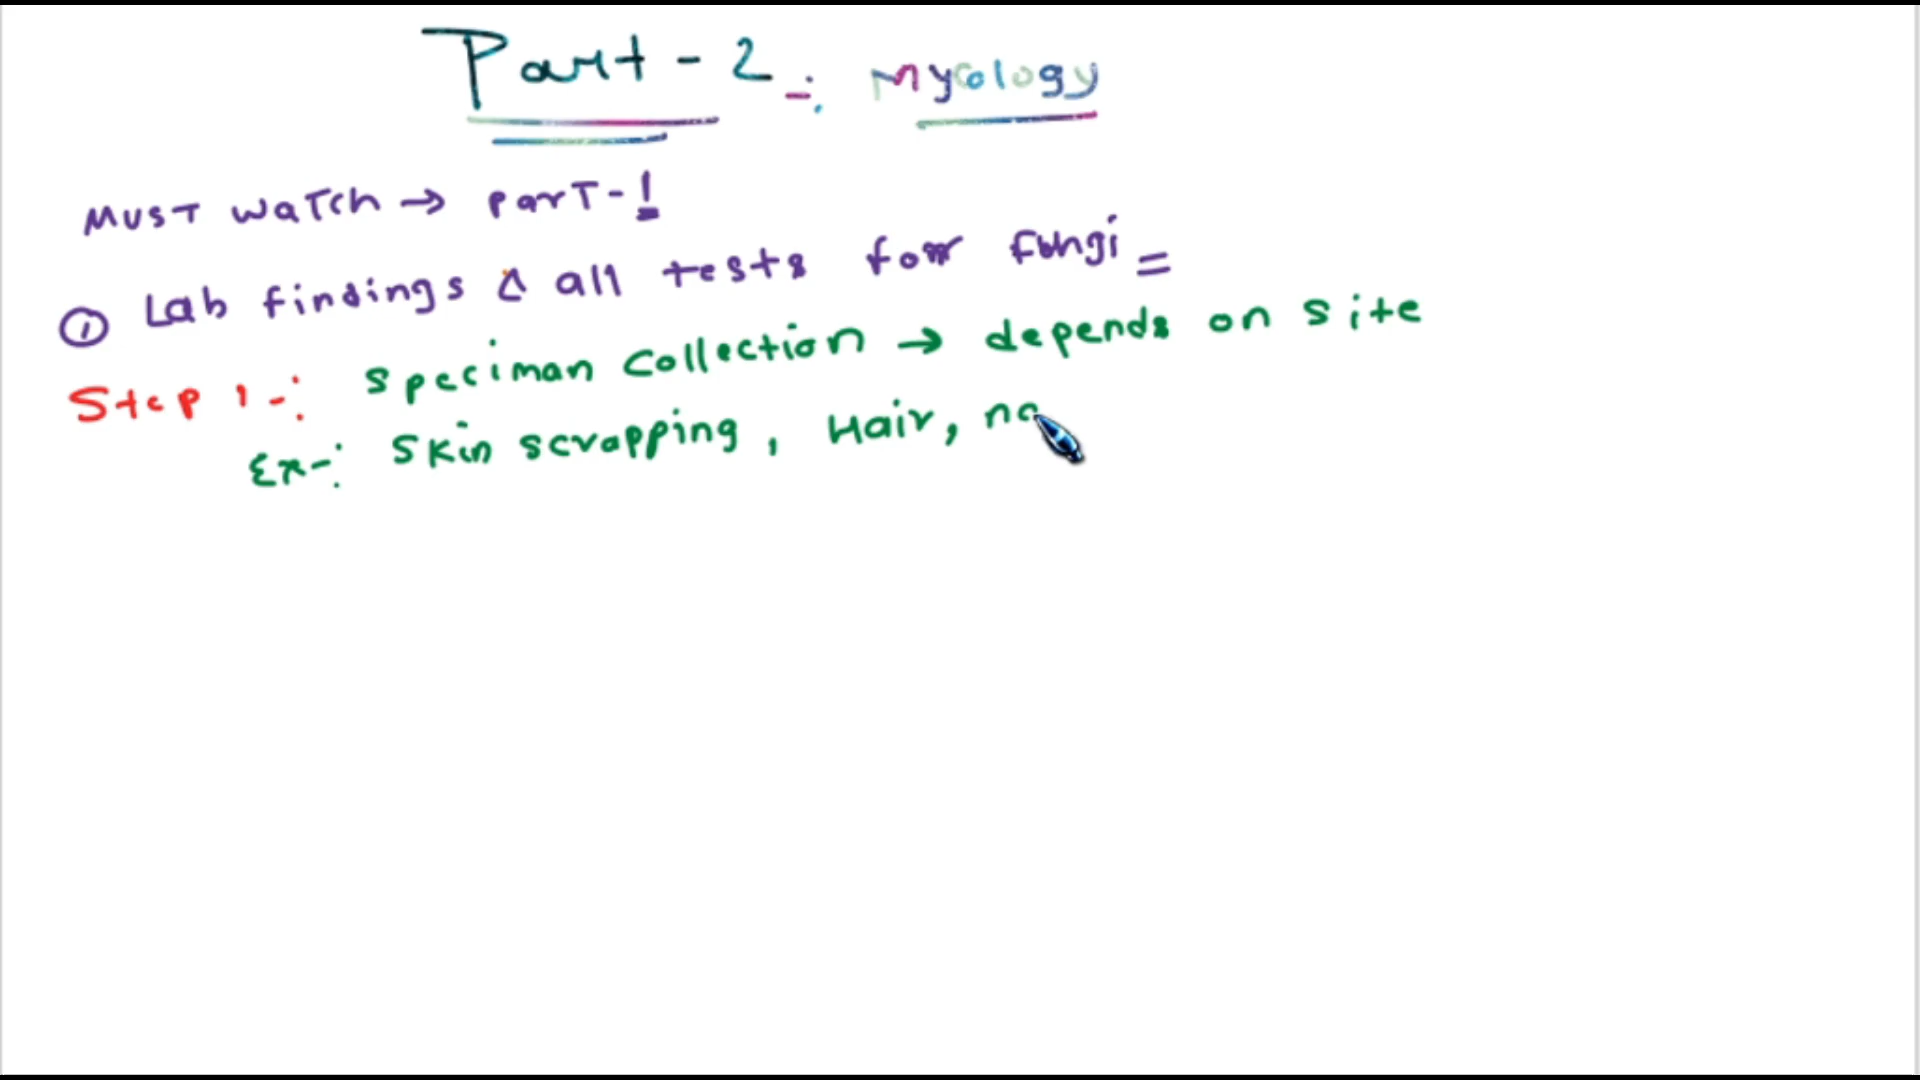 Part - 2 -: Mycology
MUST WATCH → ParT-1
① Lab findings & all tests for fungi =
Step 1 -: Speciman Collection → depends on site
Ex-: Skin scrapping, Hair, na